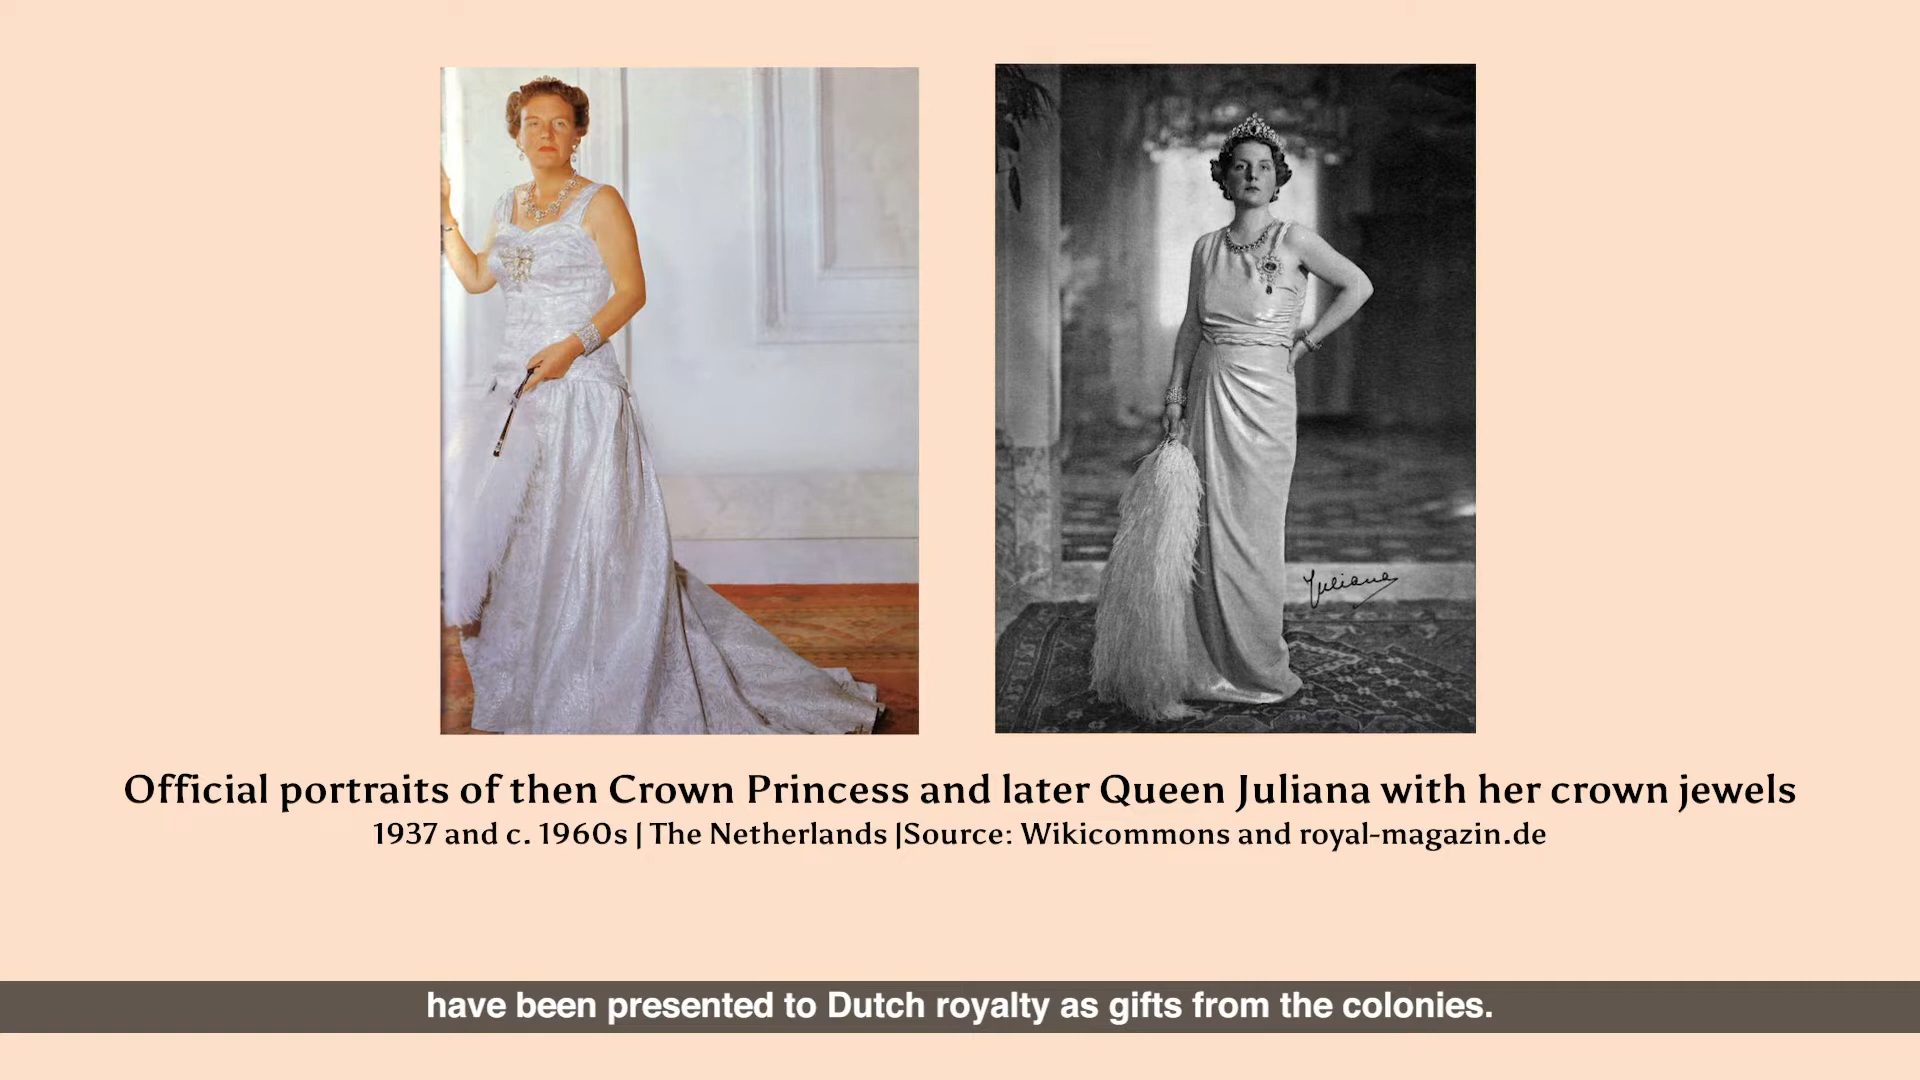 Juliana
Official portraits of then Crown Princess and later Queen Juliana with her crown jewels
1937 and c. 1960s | The Netherlands |Source: Wikicommons and royal-magazin.de
have been presented to Dutch royalty as gifts from the colonies.